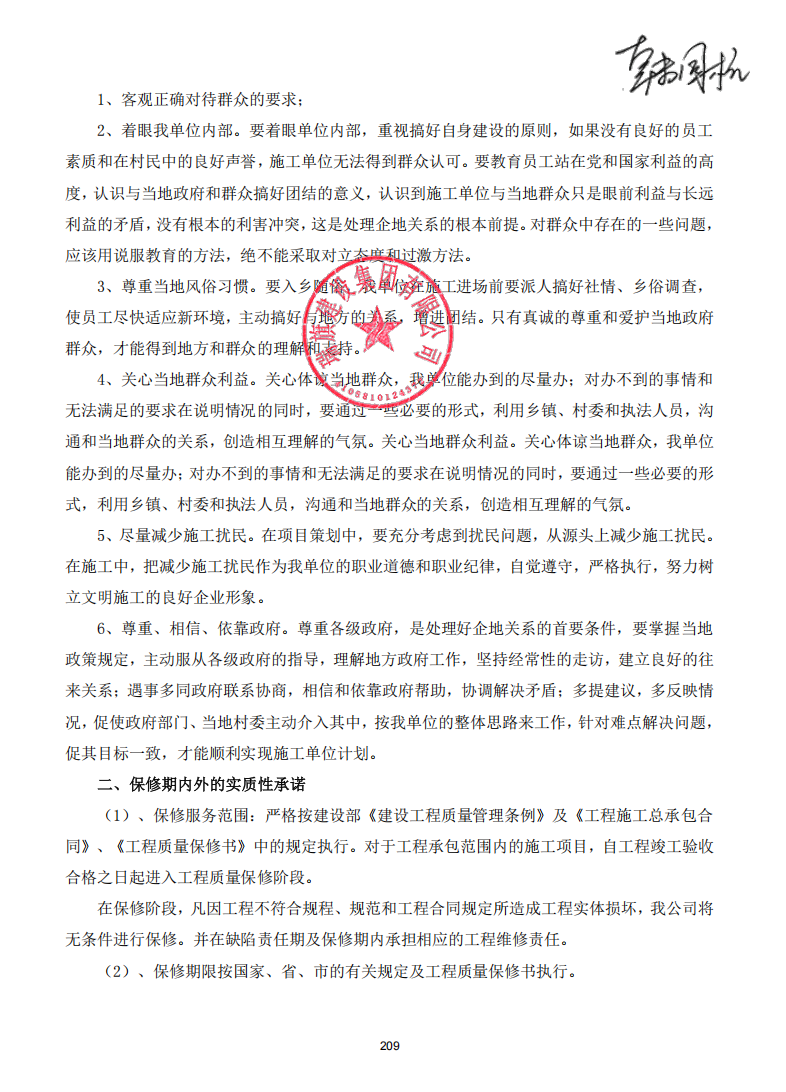 1、客观正确对待群众的要求；
2、着眼我单位内部。要着眼单位内部，重视搞好自身建设的原则，如果没有良好的员工
素质和在村民中的良好声誉，施工单位无法得到群众认可。要教育员工站在党和国家利益的高
度，认识与当地政府和群众搞好团结的意义，认识到施工单位与当地群众只是眼前利益与长远
利益的矛盾，没有根本的利害冲突，这是处理企地关系的根本前提。对群众中存在的一些问题，
应该用说服教育的方法，绝不能采取对立态度和过激方法。
3、尊重当地风俗习惯。要入乡随俗，我单位在施工进场前要派人搞好社情、乡俗调查，
使员工尽快适应新环境，主动搞好与地方的关系，增进团结。只有真诚的尊重和爱护当地政府
群众，才能得到地方和群众的理解和支持。
4、关心当地群众利益。关心体谅当地群众，我单位能办到的尽量办；对办不到的事情和
无法满足的要求在说明情况的同时，要通过一些必要的形式，利用乡镇、村委和执法人员，沟
通和当地群众的关系，创造相互理解的气氛。关心当地群众利益。关心体谅当地群众，我单位
能办到的尽量办；对办不到的事情和无法满足的要求在说明情况的同时，要通过一些必要的形
式，利用乡镇、村委和执法人员，沟通和当地群众的关系，创造相互理解的气氛。
5、尽量减少施工扰民。在项目策划中，要充分考虑到扰民问题，从源头上减少施工扰民。
在施工中，把减少施工扰民作为我单位的职业道德和职业纪律，自觉遵守，严格执行，努力树
立文明施工的良好企业形象。
6、尊重、相信、依靠政府。尊重各级政府，是处理好企地关系的首要条件，要掌握当地
政策规定，主动服从各级政府的指导，理解地方政府工作，坚持经常性的走访，建立良好的往
来关系；遇事多同政府联系协商，相信和依靠政府帮助，协调解决矛盾；多提建议，多反映情
况，促使政府部门、当地村委主动介入其中，按我单位的整体思路来工作，针对难点解决问题，
促其目标一致，才能顺利实现施工单位计划。
二、保修期内外的实质性承诺
（1）、保修服务范围：严格按建设部《建设工程质量管理条例》及《工程施工总承包合
同》、《工程质量保修书》中的规定执行。对于工程承包范围内的施工项目，自工程竣工验收
合格之日起进入工程质量保修阶段。
在保修阶段，凡因工程不符合规程、规范和工程合同规定所造成工程实体损坏，我公司将
无条件进行保修。并在缺陷责任期及保修期内承担相应的工程维修责任。
（2）、保修期限按国家、省、市的有关规定及工程质量保修书执行。
建设集团有限公司
209